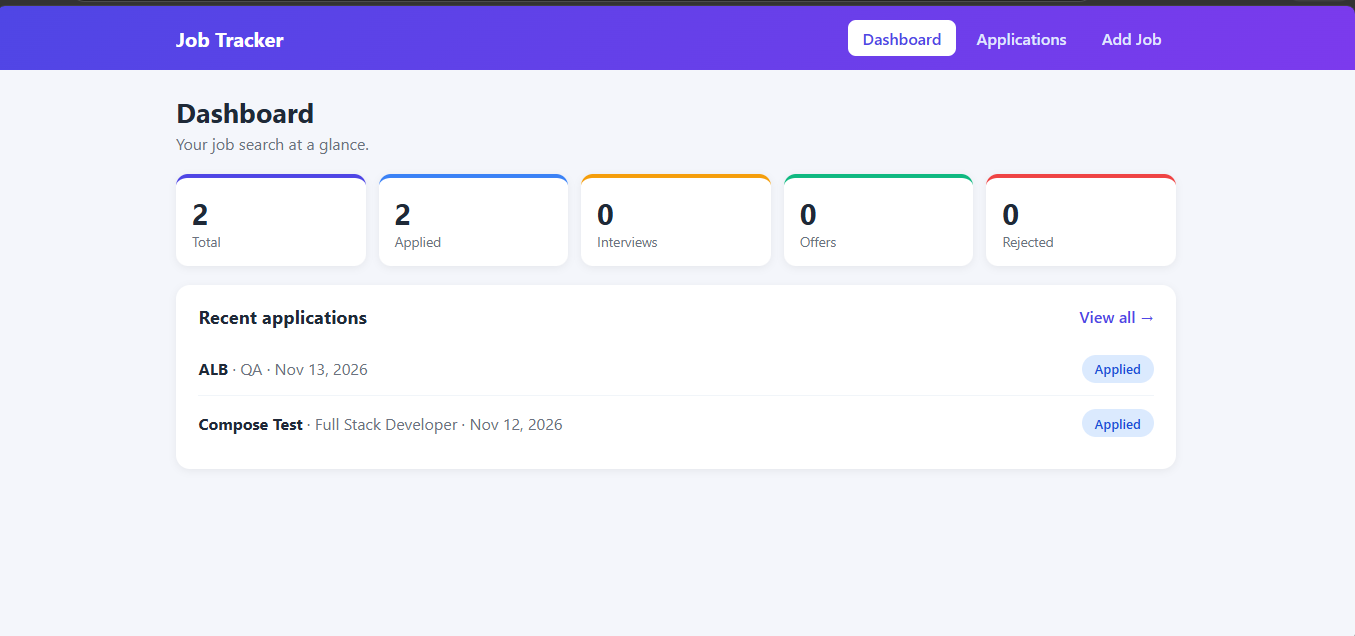 Job Tracker Dashboard Applications Add Job
Dashboard
Your job search at a glance.
2 2 0 0 0
Total Applied Interviews Offers Rejected
Recent applications View all →
ALB · QA · Nov 13, 2026 Applied
Compose Test · Full Stack Developer · Nov 12, 2026 Applied